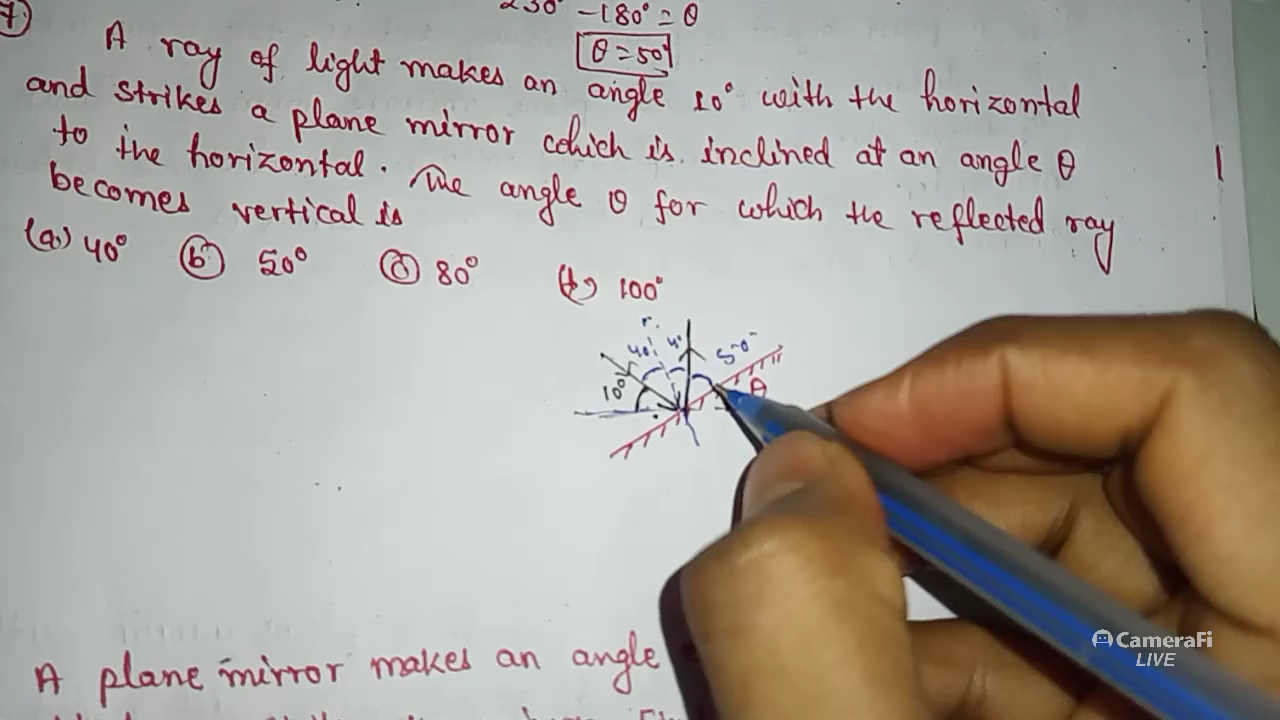 230° -180° = θ
7)
θ = 50°
A ray of light makes an angle 10° with the horizontal
and strikes a plane mirror which is inclined at an angle θ
to the horizontal. The angle θ for which the reflected ray
becomes vertical is
(a) 40° (b) 50° (c) 80° (d) 100°
r
40 4° 50°
10° θ
A plane mirror makes an angle
CameraFi
LIVE